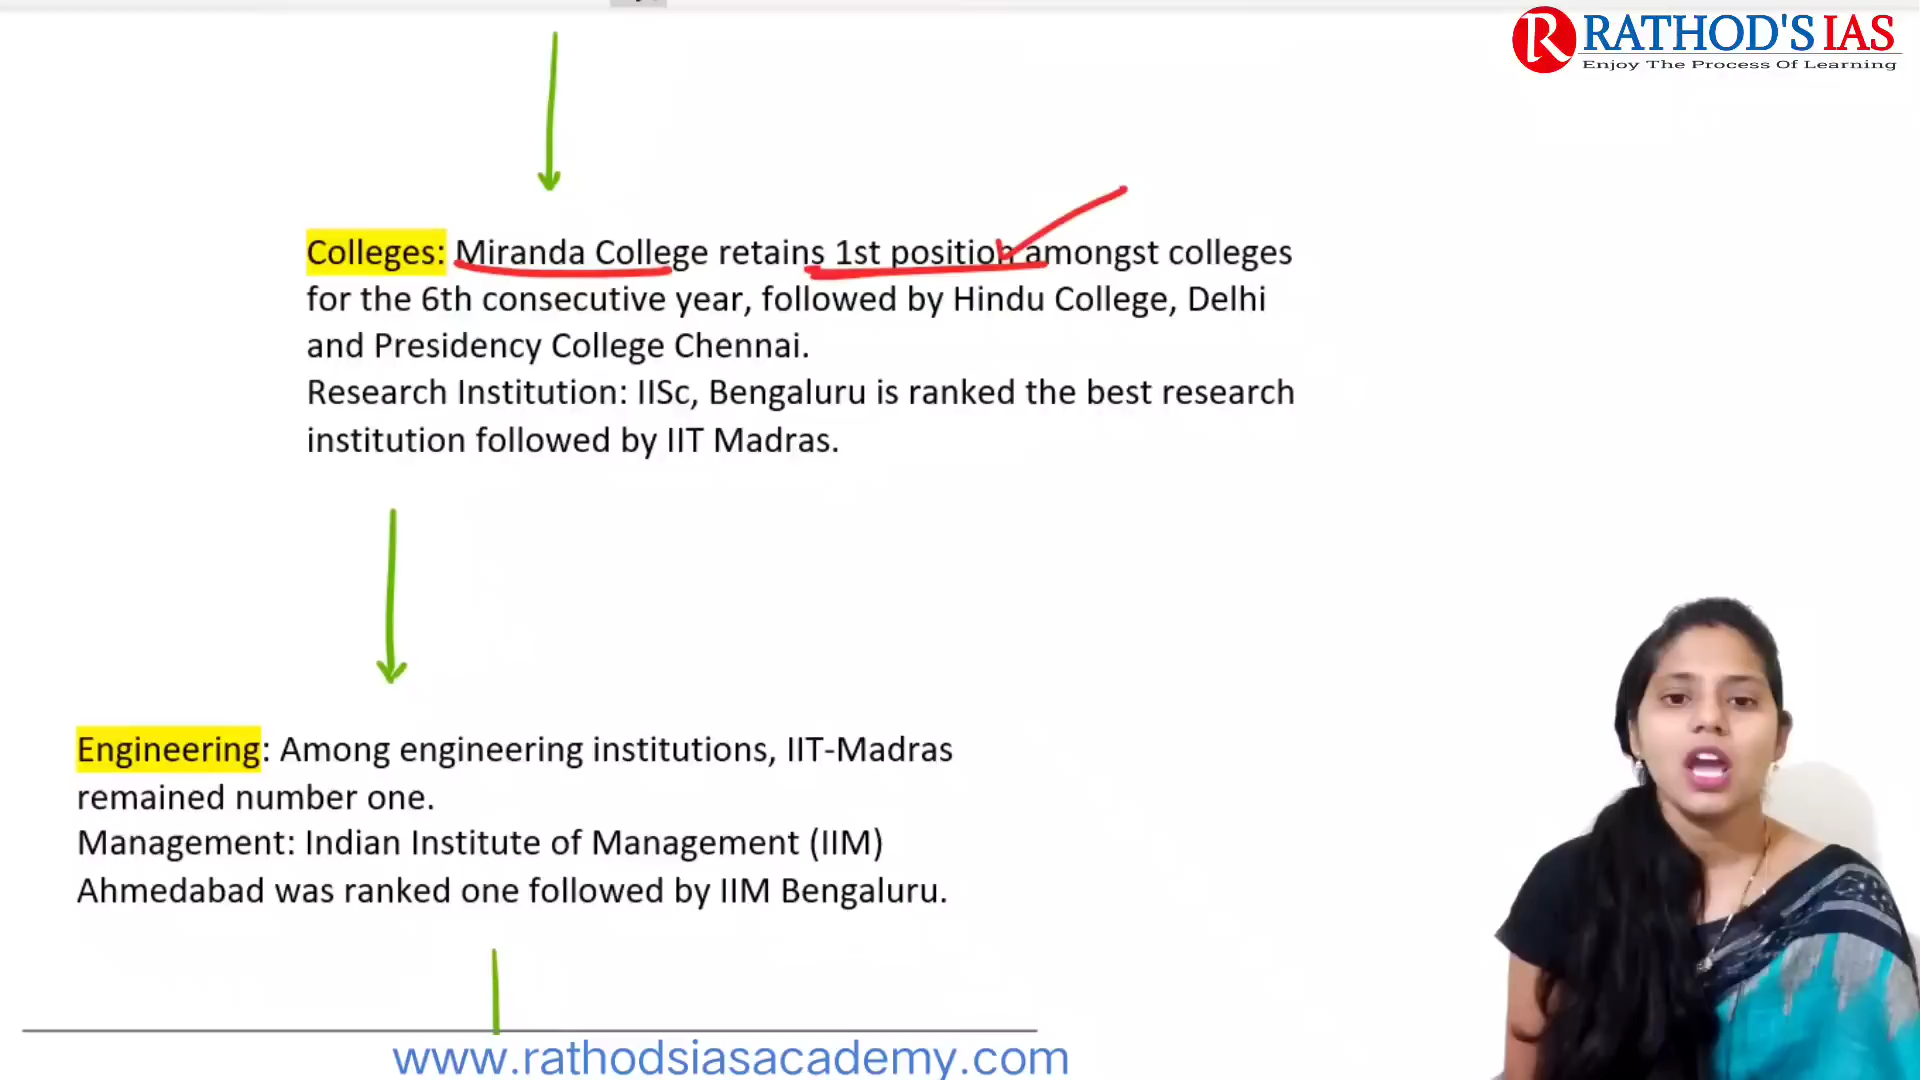 RATHOD'S IAS
Enjoy The Process Of Learning
Colleges: Miranda College retains 1st position amongst colleges
for the 6th consecutive year, followed by Hindu College, Delhi
and Presidency College Chennai.
Research Institution: IISc, Bengaluru is ranked the best research
institution followed by IIT Madras.
Engineering: Among engineering institutions, IIT-Madras
remained number one.
Management: Indian Institute of Management (IIM)
Ahmedabad was ranked one followed by IIM Bengaluru.
www.rathodsiasacademy.com